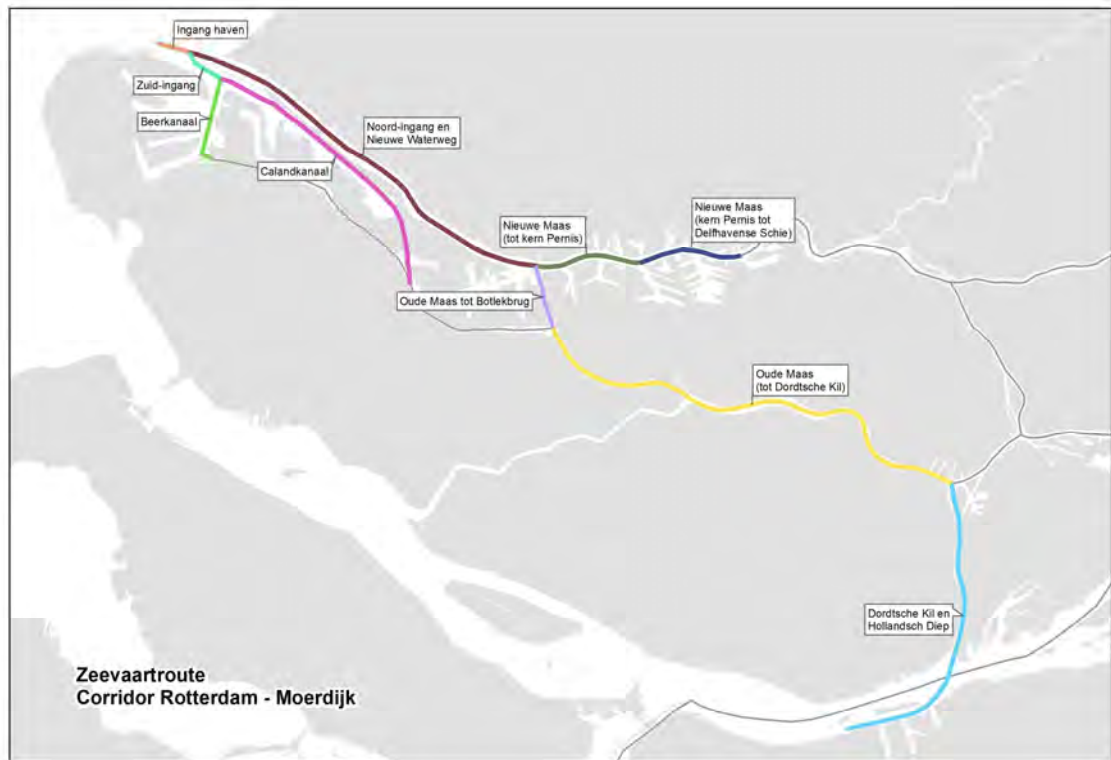 Ingang haven
Zuid-ingang
Beerkanaal
Noord-ingang en
Nieuwe Waterweg
Calandkanaal
Nieuwe Maas
(tot kern Pernis)
Nieuwe Maas
(kern Pernis tot
Delfhavense Schie)
Oude Maas tot Botlekbrug
Oude Maas
(tot Dordtsche Kil)
Dordtsche Kil en
Hollandsch Diep
Zeevaartroute
Corridor Rotterdam - Moerdijk